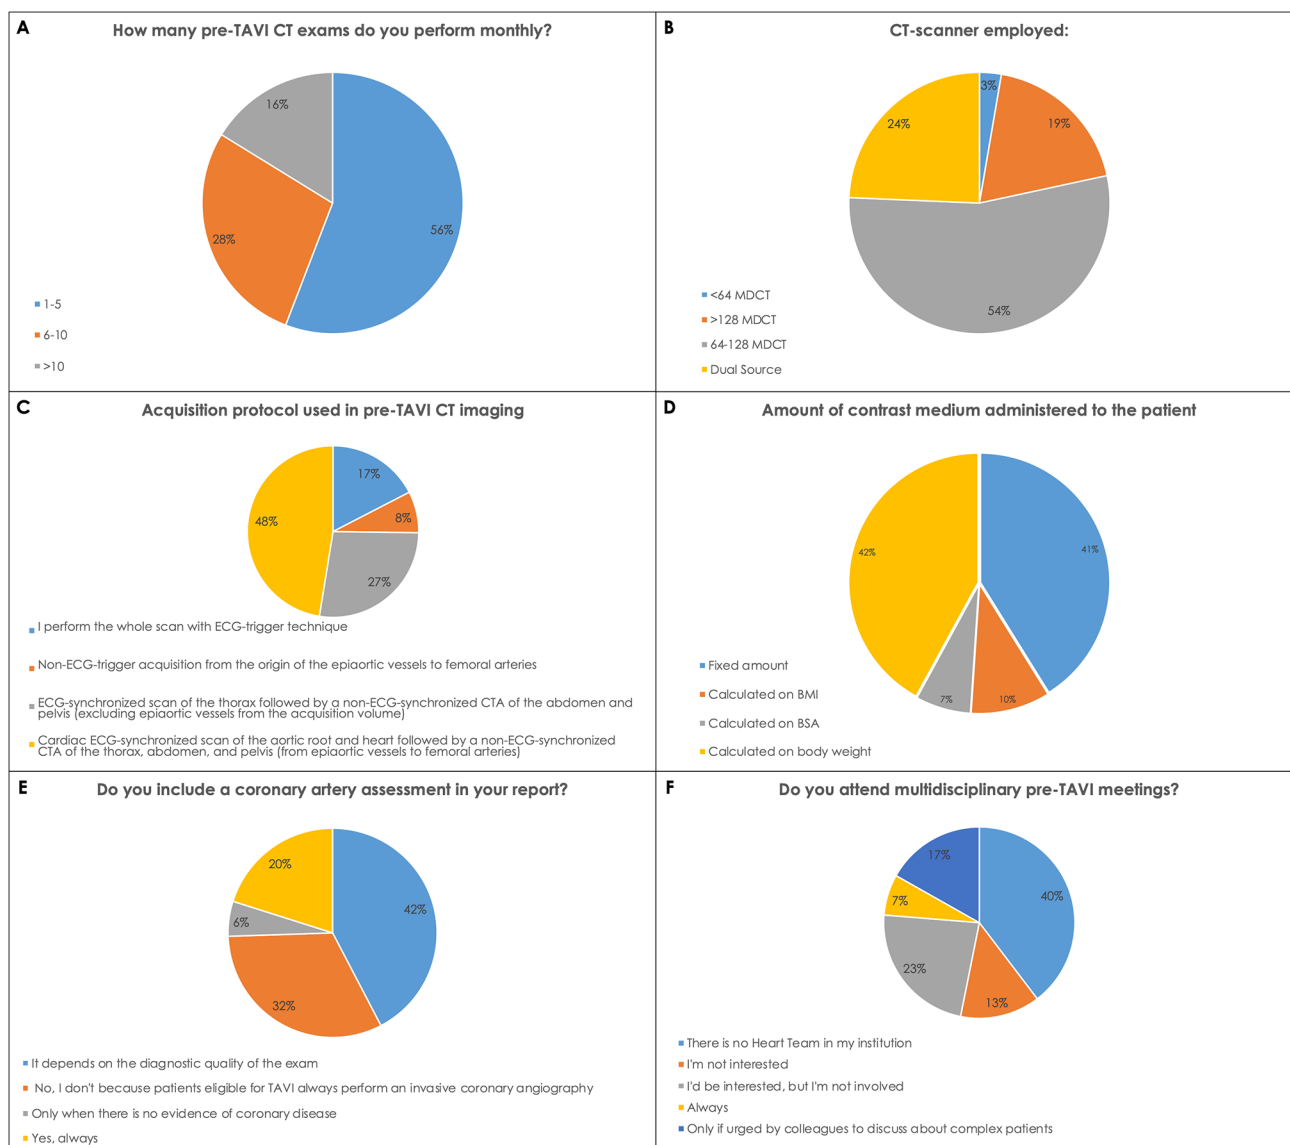 A
How many pre-TAVI CT exams do you perform monthly?
16%
56%
28%
1-5
6-10
>10
B
CT-scanner employed:
3%
19%
24%
54%
<64 MDCT
>128 MDCT
64-128 MDCT
Dual Source
C
Acquisition protocol used in pre-TAVI CT imaging
17%
8%
48%
27%
I perform the whole scan with ECG-trigger technique
Non-ECG-trigger acquisition from the origin of the epiaortic vessels to femoral arteries
ECG-synchronized scan of the thorax followed by a non-ECG-synchronized CTA of the abdomen and
pelvis (excluding epiaortic vessels from the acquisition volume)
Cardiac ECG-synchronized scan of the aortic root and heart followed by a non-ECG-synchronized
CTA of the thorax, abdomen, and pelvis (from epiaortic vessels to femoral arteries)
D
Amount of contrast medium administered to the patient
42%
41%
7%
10%
Fixed amount
Calculated on BMI
Calculated on BSA
Calculated on body weight
E
Do you include a coronary artery assessment in your report?
20%
42%
6%
32%
It depends on the diagnostic quality of the exam
No, I don't because patients eligible for TAVI always perform an invasive coronary angiography
Only when there is no evidence of coronary disease
Yes, always
F
Do you attend multidisciplinary pre-TAVI meetings?
17%
40%
7%
23%
13%
There is no Heart Team in my institution
I'm not interested
I'd be interested, but I'm not involved
Always
Only if urged by colleagues to discuss about complex patients